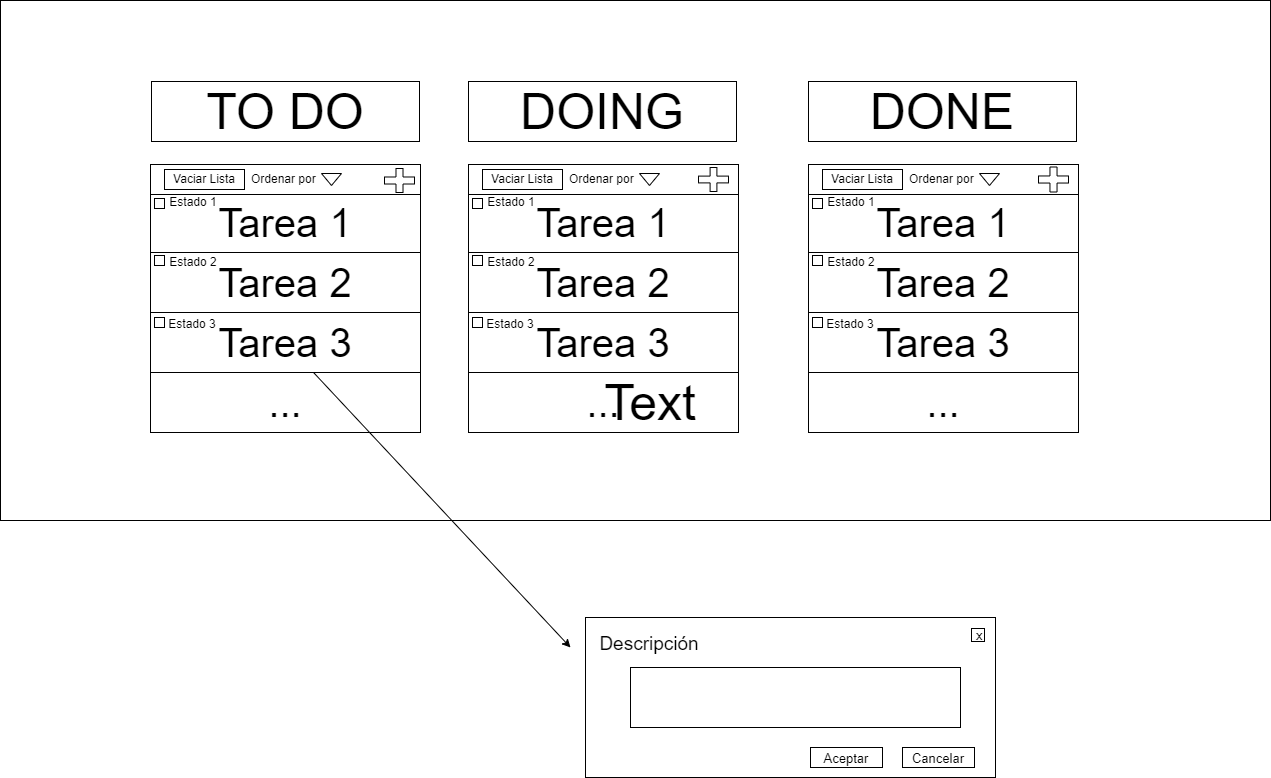 TO DO
DOING
DONE
Vaciar Lista Ordenar por
Estado 1
Tarea 1
Estado 2
Tarea 2
Estado 3
Tarea 3
...
Vaciar Lista Ordenar por
Estado 1
Tarea 1
Estado 2
Tarea 2
Estado 3
Tarea 3
...
Text
Vaciar Lista Ordenar por
Estado 1
Tarea 1
Estado 2
Tarea 2
Estado 3
Tarea 3
...
Descripción
x
Aceptar
Cancelar